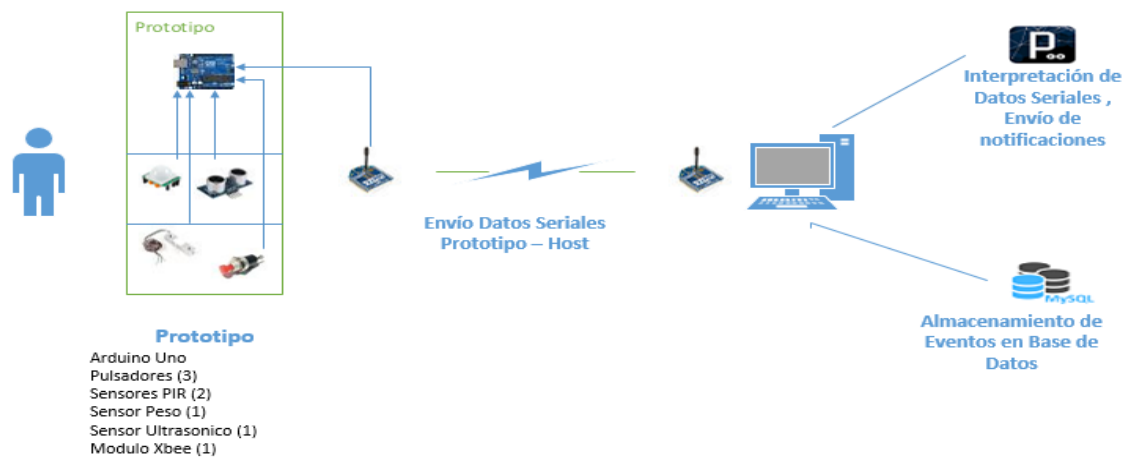 Prototipo
Envío Datos Seriales
Prototipo – Host
P
Interpretación de
Datos Seriales ,
Envío de
notificaciones
MySQL
Almacenamiento de
Eventos en Base de
Datos
Prototipo
Arduino Uno
Pulsadores (3)
Sensores PIR (2)
Sensor Peso (1)
Sensor Ultrasonico (1)
Modulo Xbee (1)